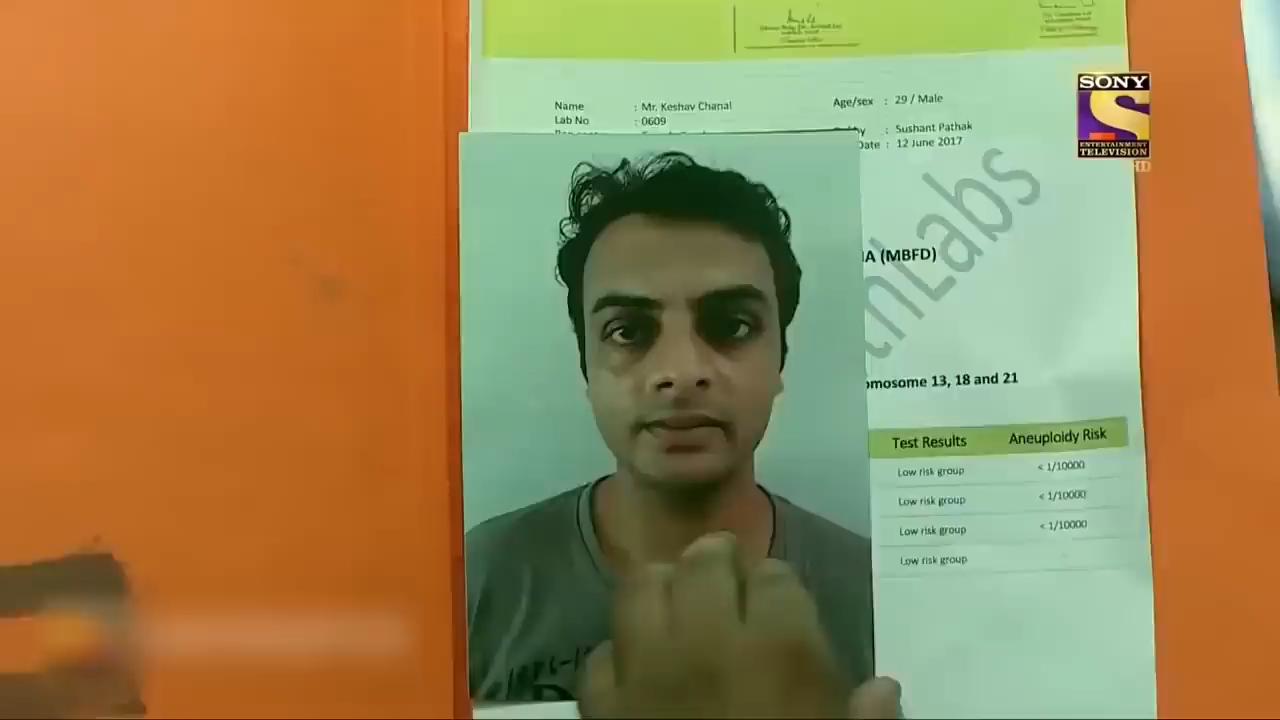 SONY
ENTERTAINMENT
TELEVISION
HD
Name : Mr. Keshav Chanal
Age/sex : 29 / Male
Lab No : 0609
: Sushant Pathak
Date : 12 June 2017
A (MBFD)
omosome 13, 18 and 21
thLabs
Test Results Aneuploidy Risk
Low risk group < 1/10000
Low risk group < 1/10000
Low risk group < 1/10000
Low risk group